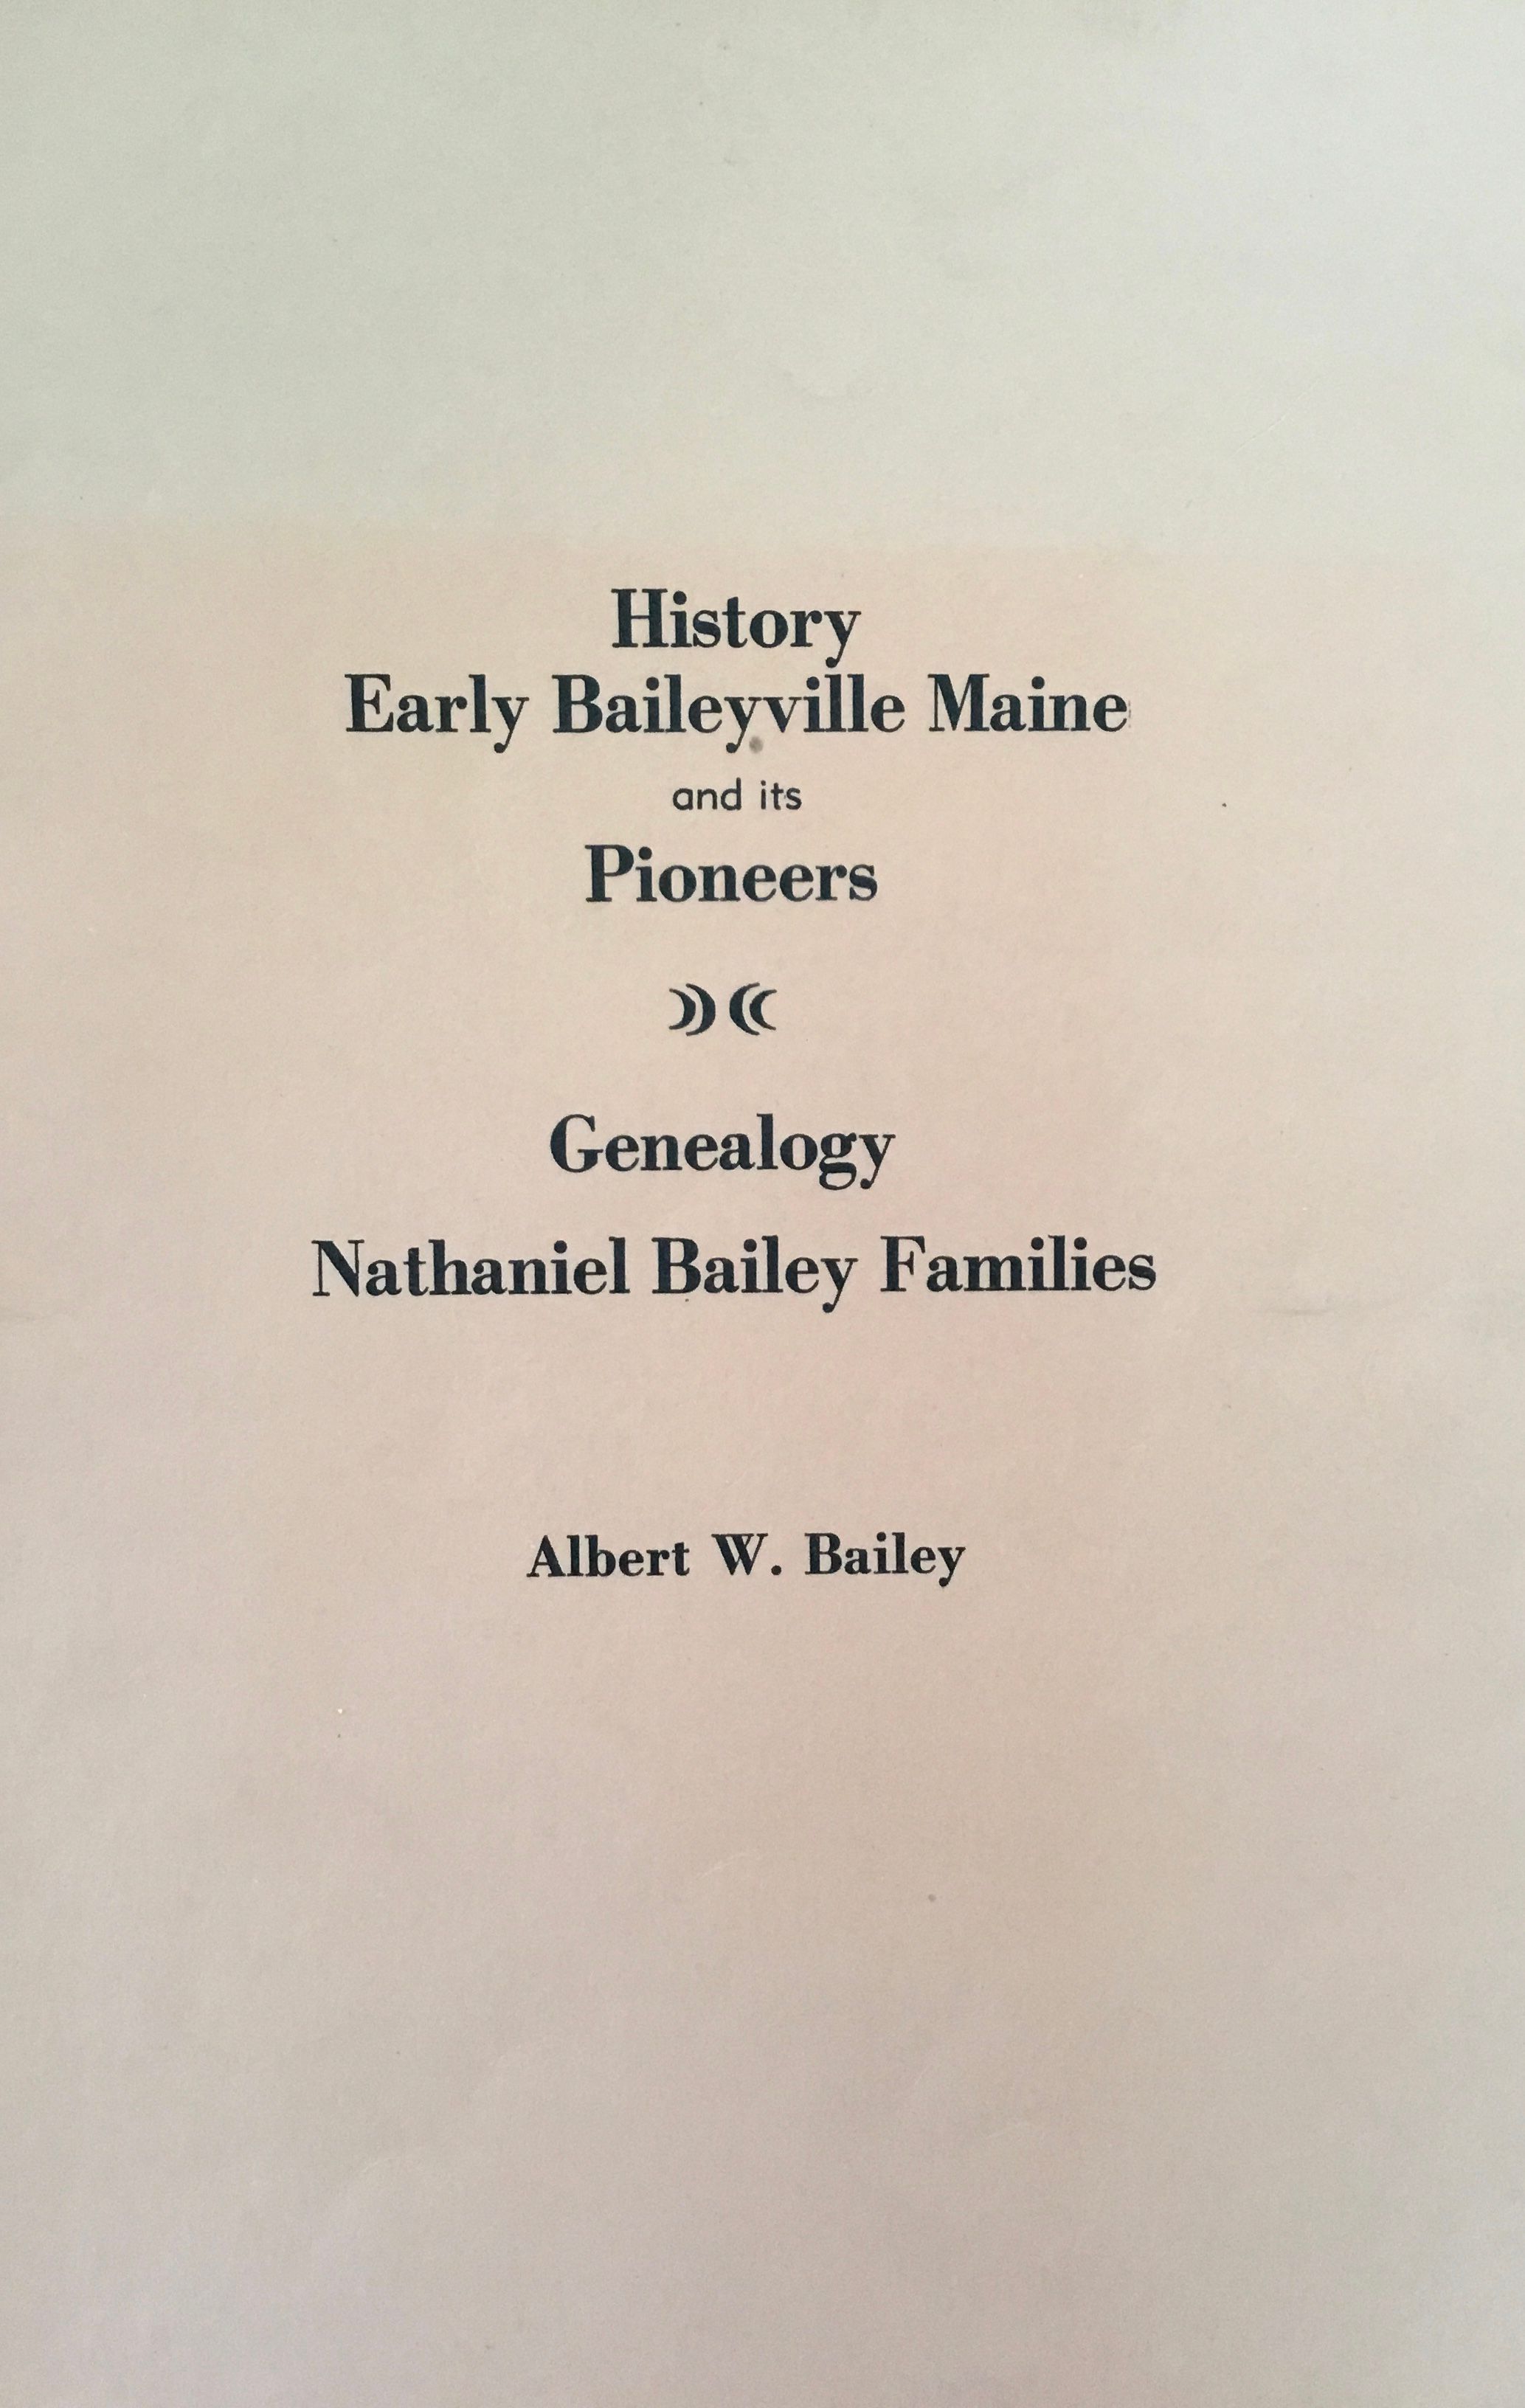 History
Early Baileyville Maine
and its
Pioneers
Genealogy
Nathaniel Bailey Families
Albert W. Bailey